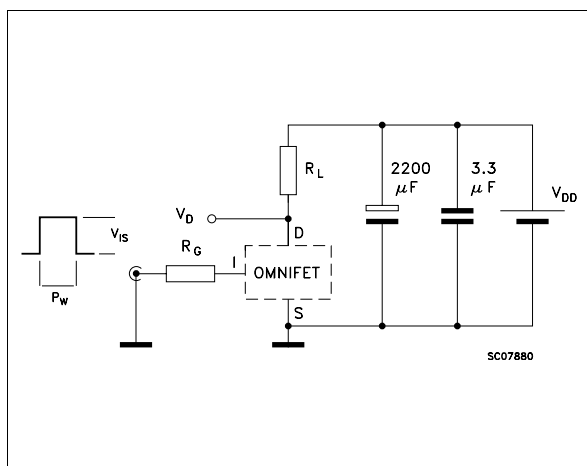 2200
μF
3.3
μF
R_L
V_DD
V_D
D
V_IS
R_G
I
OMNIFET
P_W
S
SC07880